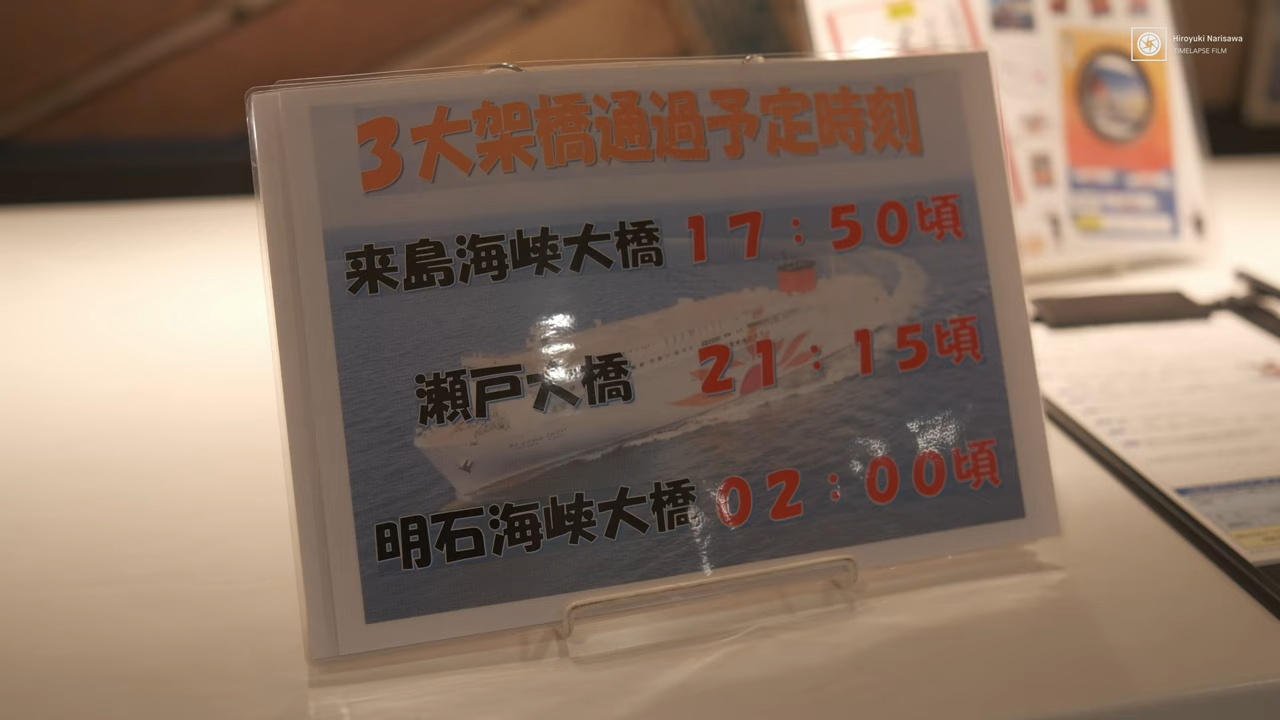 Hiroyuki Narisawa
TIMELAPSE FILM
3大架橋通過予定時刻
来島海峡大橋 17:50頃
瀬戸大橋 21:15頃
明石海峡大橋 02:00頃